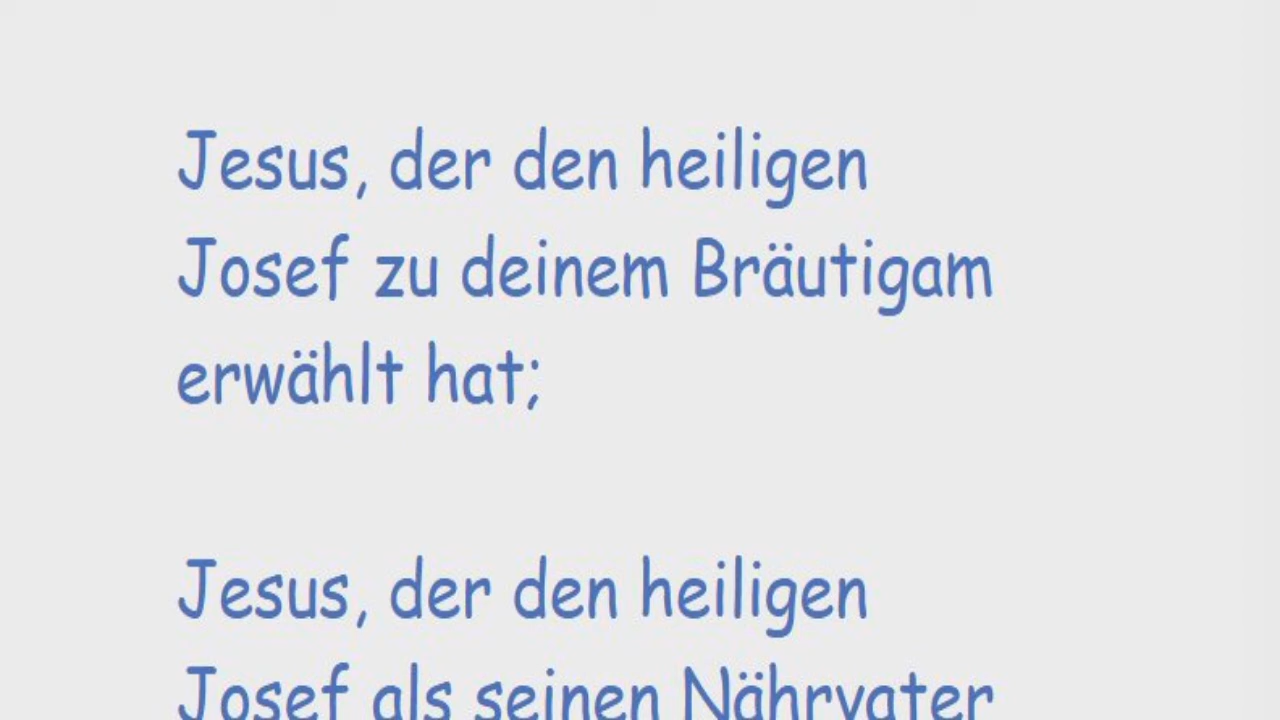 Jesus, der den heiligen
Josef zu deinem Bräutigam
erwählt hat;
Jesus, der den heiligen
Josef als seinen Nährvater